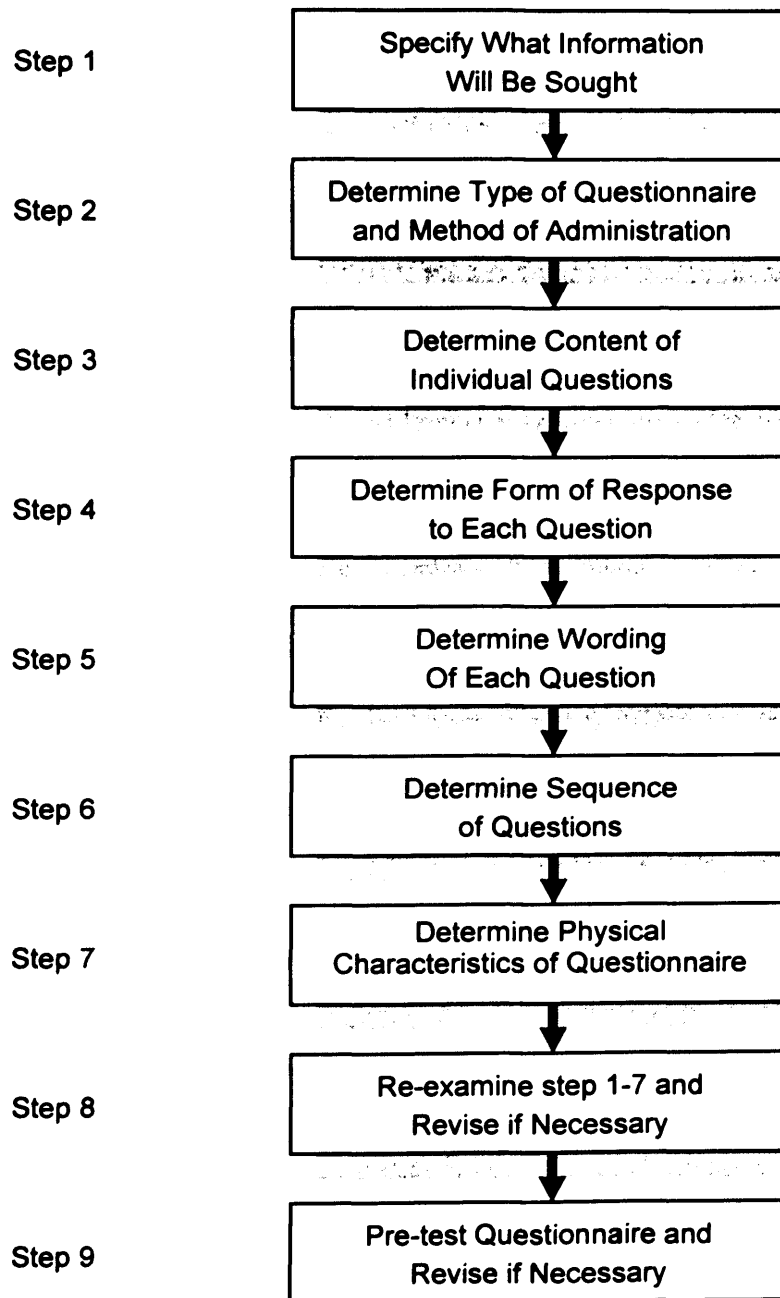 Step 1
Specify What Information
Will Be Sought
Step 2
Determine Type of Questionnaire
and Method of Administration
Step 3
Determine Content of
Individual Questions
Step 4
Determine Form of Response
to Each Question
Step 5
Determine Wording
Of Each Question
Step 6
Determine Sequence
of Questions
Step 7
Determine Physical
Characteristics of Questionnaire
Step 8
Re-examine step 1-7 and
Revise if Necessary
Step 9
Pre-test Questionnaire and
Revise if Necessary